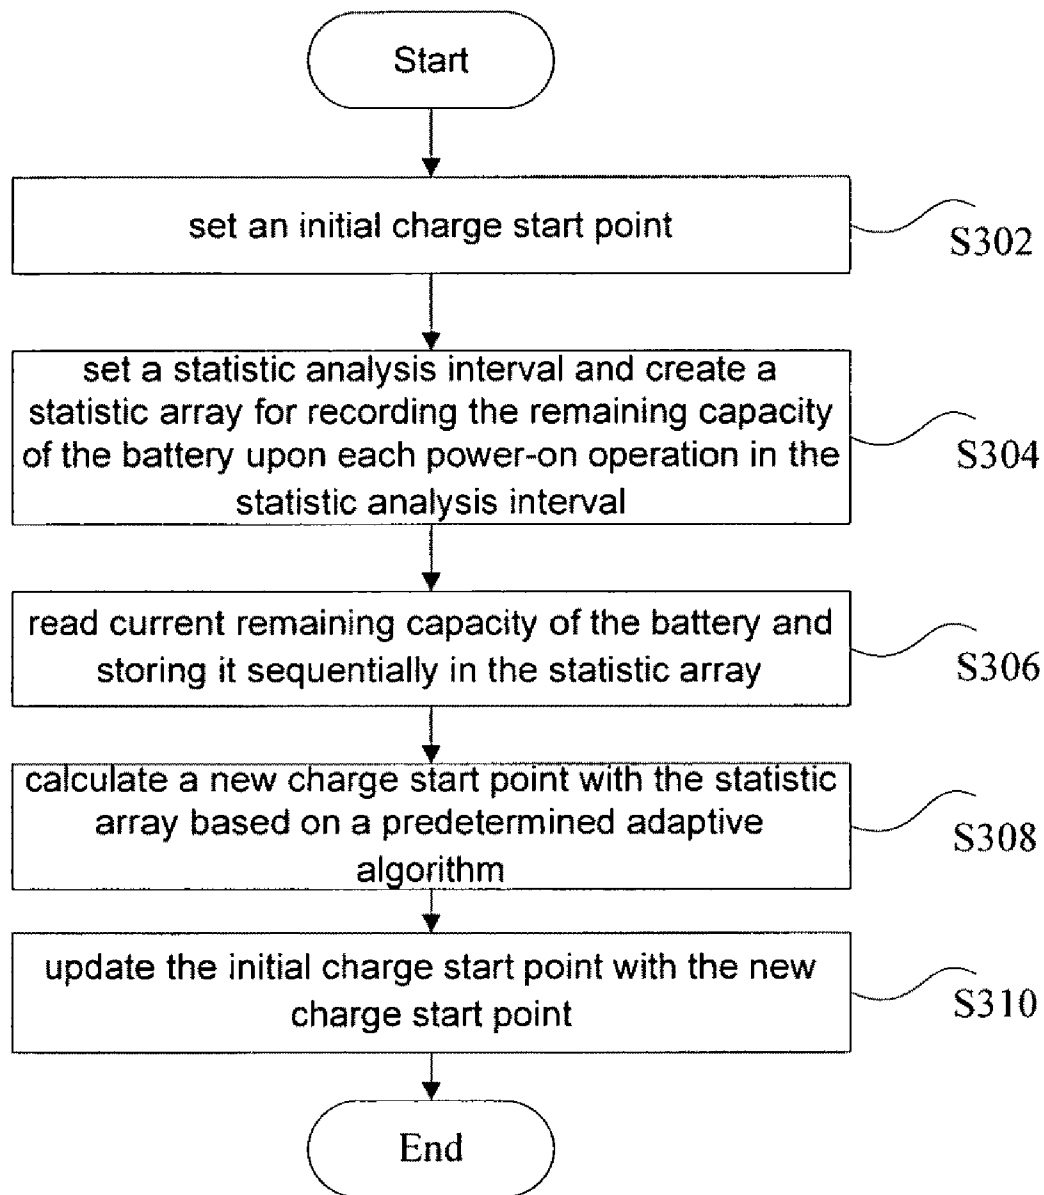 Start
set an initial charge start point
S302
set a statistic analysis interval and create a
statistic array for recording the remaining capacity
of the battery upon each power-on operation in the
statistic analysis interval
S304
read current remaining capacity of the battery and
storing it sequentially in the statistic array
S306
calculate a new charge start point with the statistic
array based on a predetermined adaptive
algorithm
S308
update the initial charge start point with the new
charge start point
S310
End